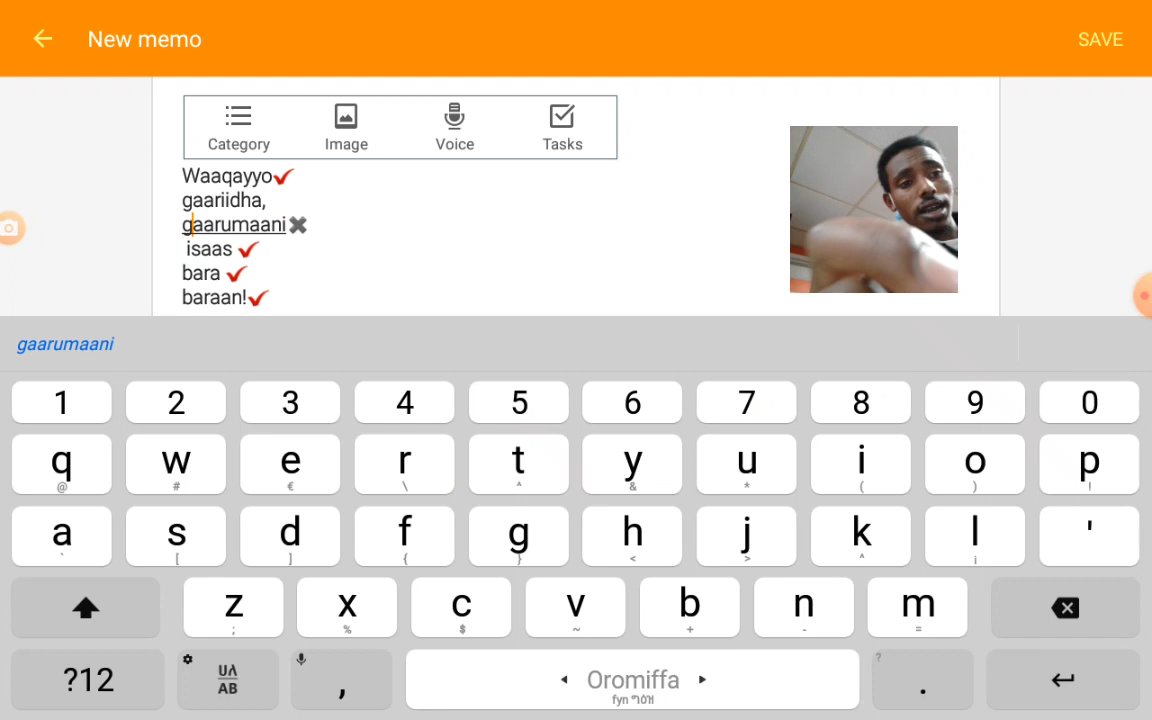 New memo
SAVE
Category Image Voice Tasks
Waaqayyo✔
gaariidha,
gaarumaani✖
isaas ✔
bara ✔
baraan!✔
gaarumaani
1 2 3 4 5 6 7 8 9 0
q w e r t y u i o p
@ # € \ ^ & * ( ) !
a s d f g h j k l '
` [ ] { } < > ^ ¡
z x c v b n m
; % $ ~ + - =
?12 , Oromiffa .
AB